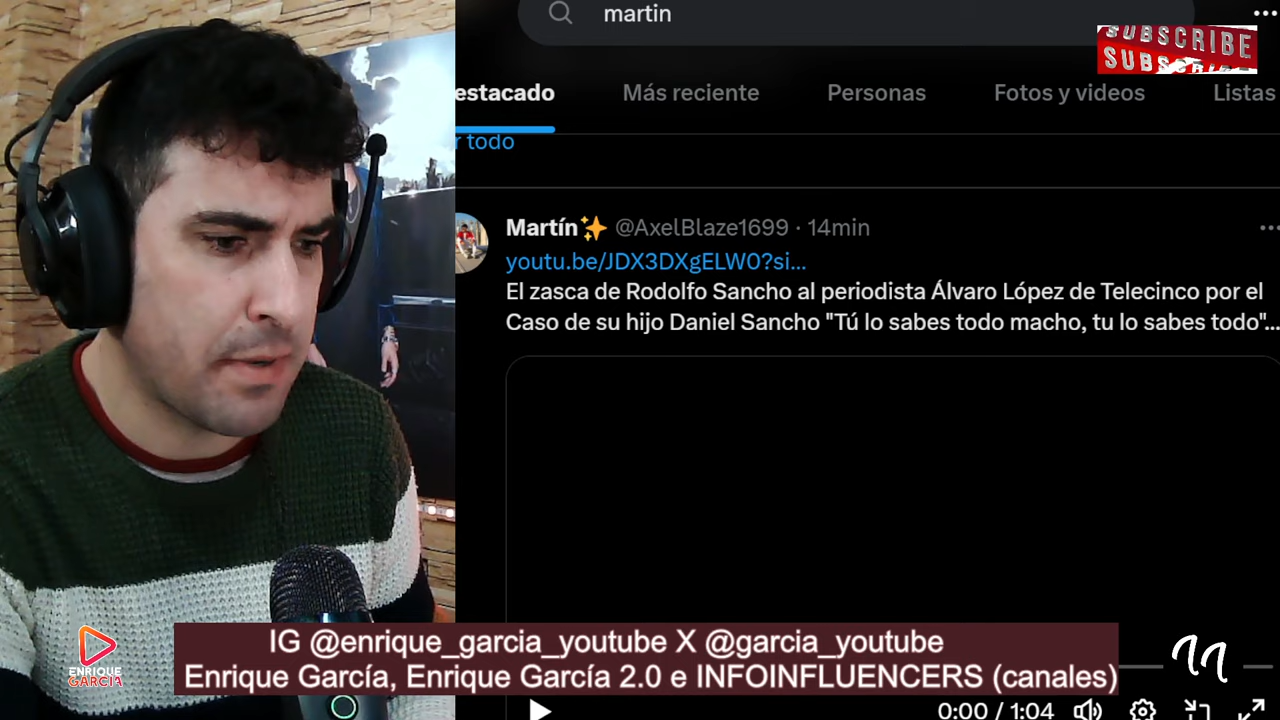 martin
SUBSCRIBE
SUBSCRIBE
estacado
Más reciente
Personas
Fotos y videos
Listas
r todo
Martín✨ @AxelBlaze1699 · 14min
youtu.be/JDX3DXgELW0?si...
El zasca de Rodolfo Sancho al periodista Álvaro López de Telecinco por el
Caso de su hijo Daniel Sancho "Tú lo sabes todo macho, tu lo sabes todo"...
IG @enrique_garcia_youtube X @garcia_youtube
Enrique García, Enrique García 2.0 e INFONFLUENCERS (canales)
ENRIQUE
GARCÍA
0:00 / 1:04